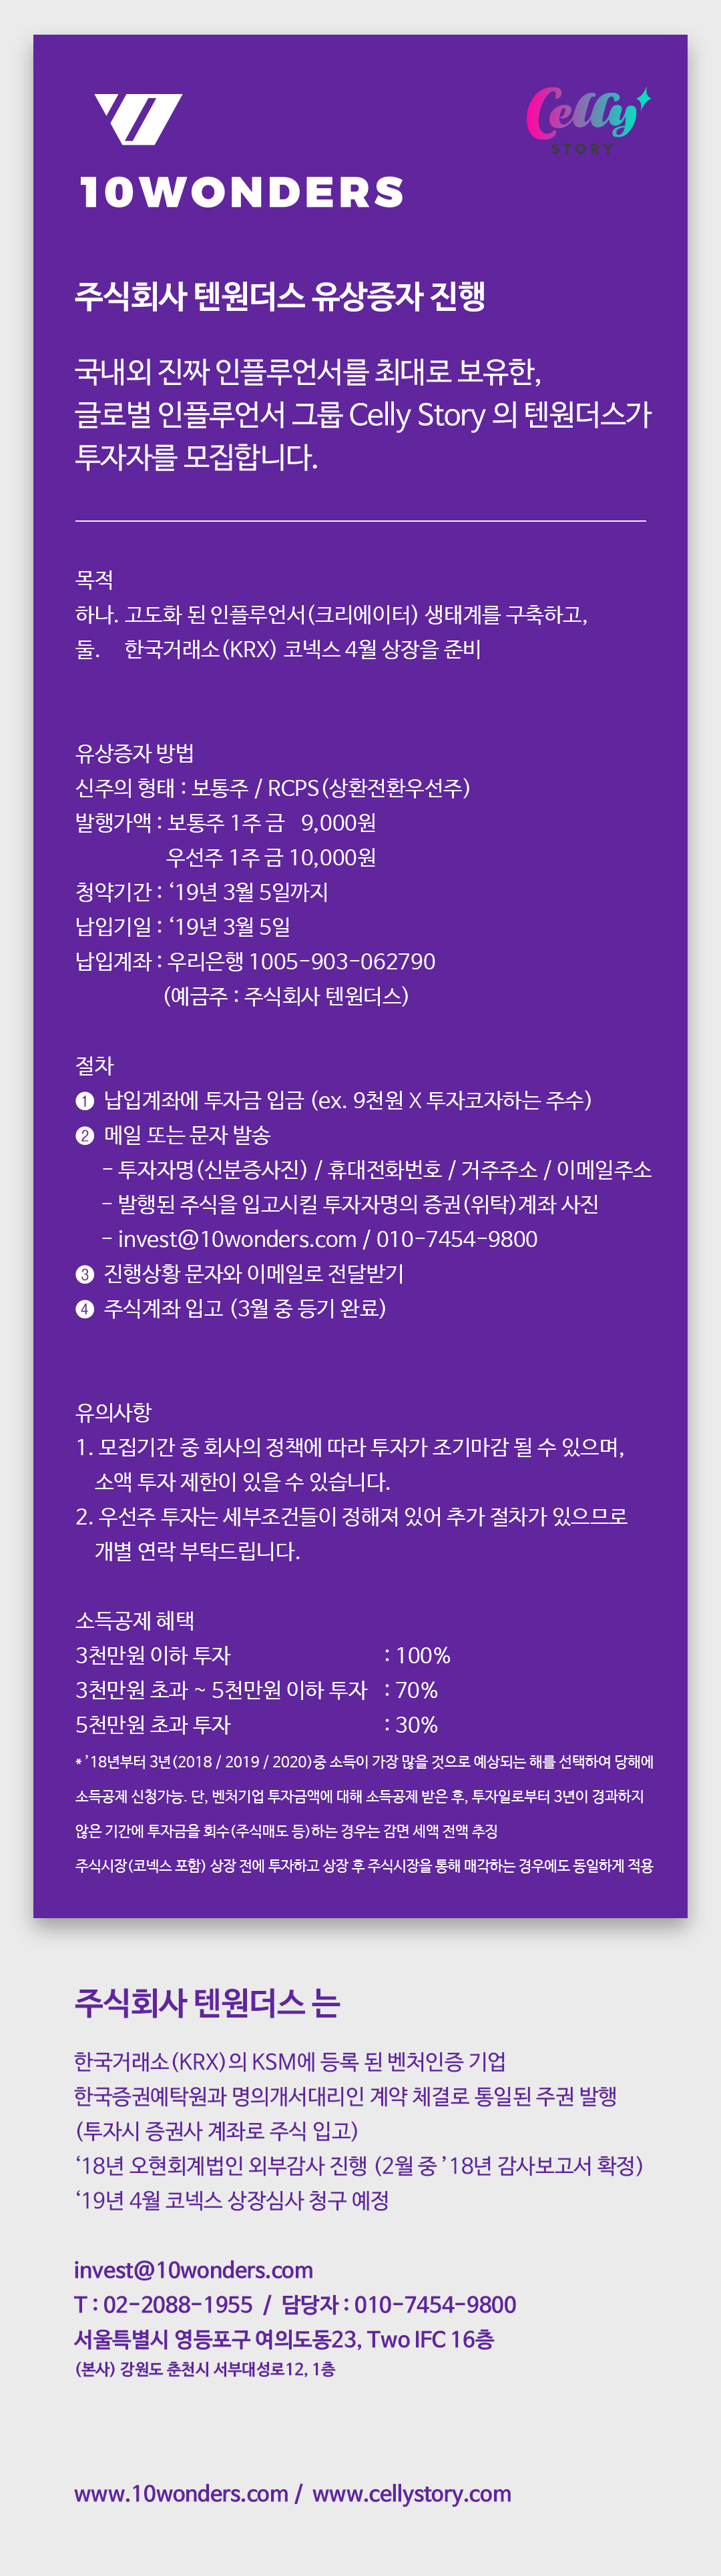 10WONDERS
Celly
STORY
주식회사 텐원더스 유상증자 진행
국내외 진짜 인플루언서를 최대로 보유한,
글로벌 인플루언서 그룹 Celly Story 의 텐원더스가
투자자를 모집합니다.
목적
하나. 고도화 된 인플루언서(크리에이터) 생태계를 구축하고,
둘. 한국거래소(KRX) 코넥스 4월 상장을 준비
유상증자 방법
신주의 형태 : 보통주 / RCPS(상환전환우선주)
발행가액 : 보통주 1주 금 9,000원
우선주 1주 금 10,000원
청약기간 : ‘19년 3월 5일까지
납입기일 : ‘19년 3월 5일
납입계좌 : 우리은행 1005-903-062790
(예금주 : 주식회사 텐원더스)
절차
❶ 납입계좌에 투자금 입금 (ex. 9천원 X 투자코자하는 주수)
❷ 메일 또는 문자 발송
- 투자자명(신분증사진) / 휴대전화번호 / 거주주소 / 이메일주소
- 발행된 주식을 입고시킬 투자자명의 증권(위탁)계좌 사진
- invest@10wonders.com / 010-7454-9800
❸ 진행상황 문자와 이메일로 전달받기
❹ 주식계좌 입고 (3월 중 등기 완료)
유의사항
1. 모집기간 중 회사의 정책에 따라 투자가 조기마감 될 수 있으며,
소액 투자 제한이 있을 수 있습니다.
2. 우선주 투자는 세부조건들이 정해져 있어 추가 절차가 있으므로
개별 연락 부탁드립니다.
소득공제 혜택
3천만원 이하 투자 : 100%
3천만원 초과 ~ 5천만원 이하 투자 : 70%
5천만원 초과 투자 : 30%
* ’18년부터 3년(2018 / 2019 / 2020)중 소득이 가장 많을 것으로 예상되는 해를 선택하여 당해에
소득공제 신청가능. 단, 벤처기업 투자금액에 대해 소득공제 받은 후, 투자일로부터 3년이 경과하지
않은 기간에 투자금을 회수(주식매도 등)하는 경우는 감면 세액 전액 추징
주식시장(코넥스 포함) 상장 전에 투자하고 상장 후 주식시장을 통해 매각하는 경우에도 동일하게 적용
주식회사 텐원더스 는
한국거래소(KRX)의 KSM에 등록 된 벤처인증 기업
한국증권예탁원과 명의개서대리인 계약 체결로 통일된 주권 발행
(투자시 증권사 계좌로 주식 입고)
‘18년 오현회계법인 외부감사 진행 (2월 중 ’18년 감사보고서 확정)
‘19년 4월 코넥스 상장심사 청구 예정
invest@10wonders.com
T : 02-2088-1955 / 담당자 : 010-7454-9800
서울특별시 영등포구 여의도동23, Two IFC 16층
(본사) 강원도 춘천시 서부대성로12, 1층
www.10wonders.com / www.cellystory.com